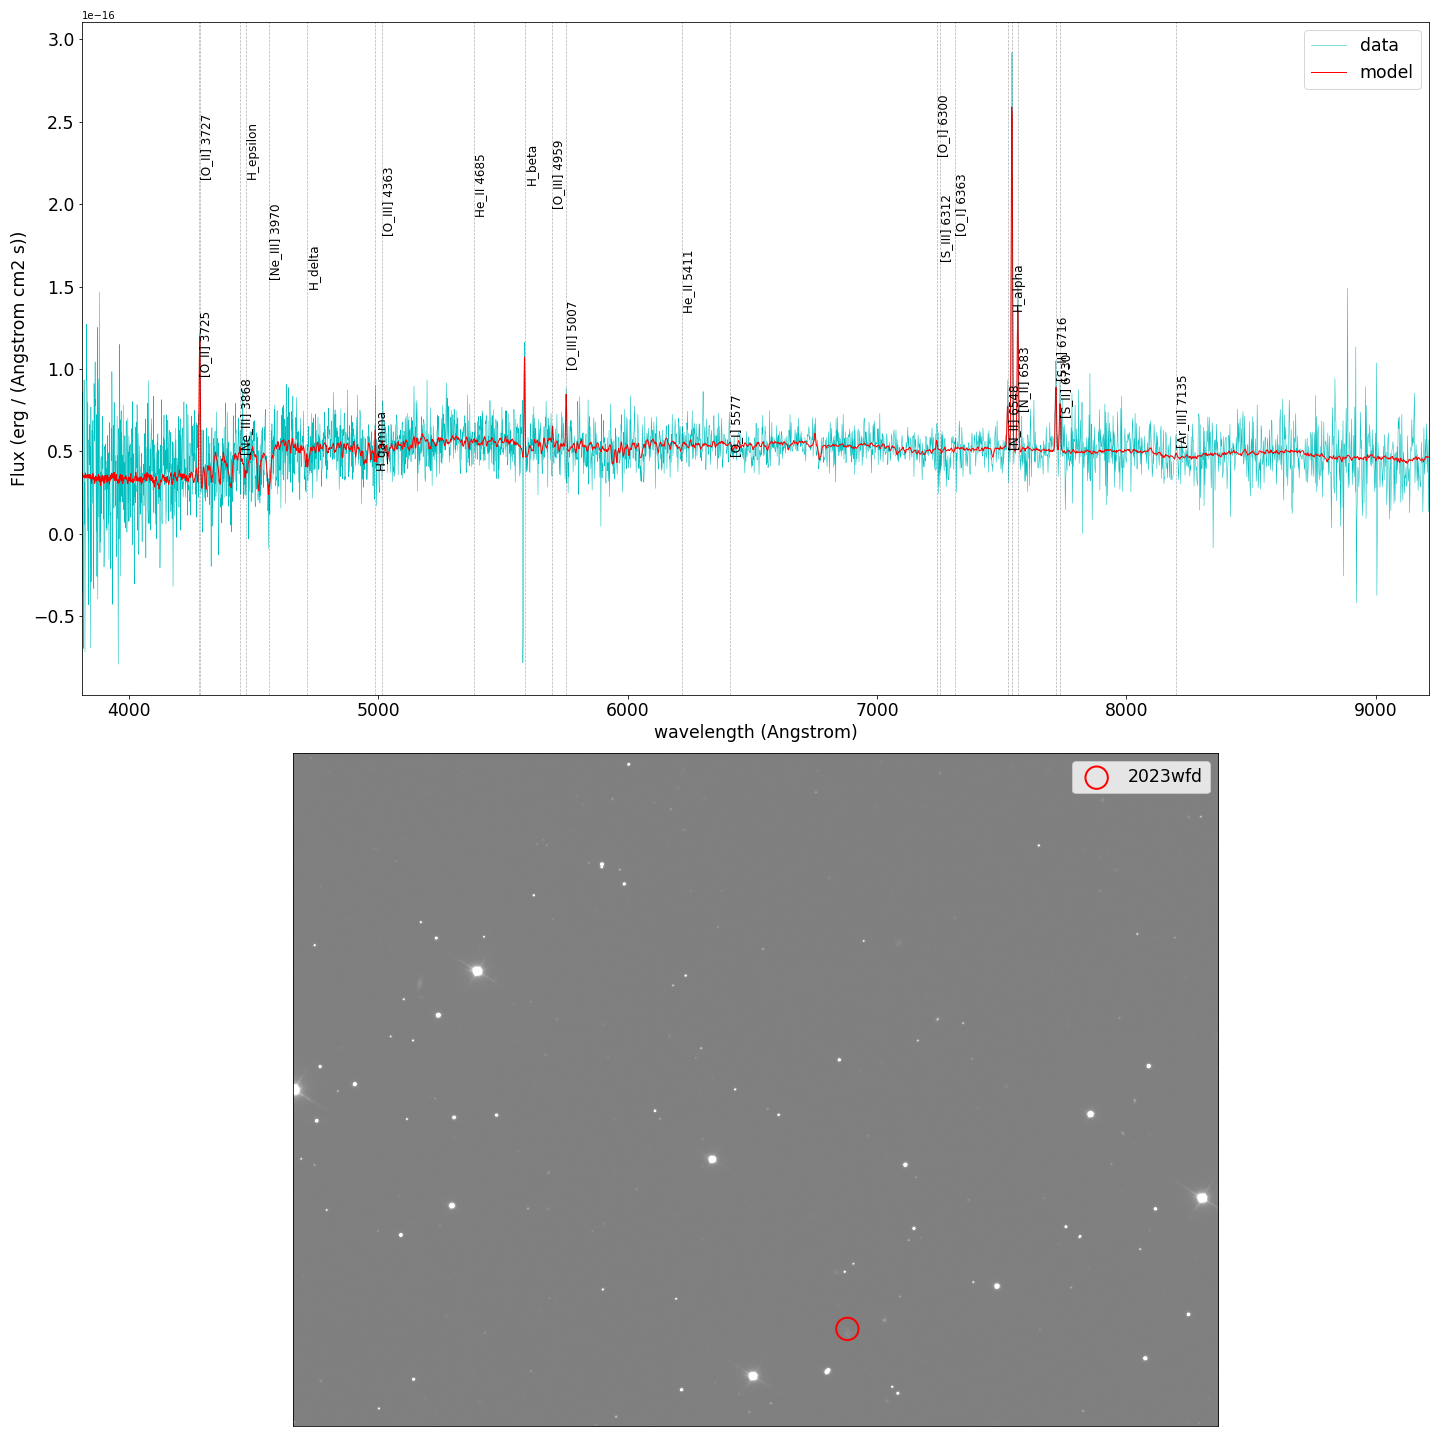 1e−16
data
model
3.0
2.5
2.0
1.5
1.0
0.5
0.0
−0.5
Flux (erg / (Angstrom cm2 s))
[O_II] 3727
[O_II] 3725
H_epsilon
[Ne_III] 3868
[Ne_III] 3970
H_delta
H_gamma
[O_III] 4363
He_II 4685
H_beta
[O_III] 4959
[O_III] 5007
He_II 5411
[O_I] 5577
[O_I] 6300
[S_III] 6312
[O_I] 6363
[N_II] 6548
H_alpha
[N_II] 6583
[S_II] 6716
[S_II] 6730
[Ar_III] 7135
4000
5000
6000
7000
8000
9000
wavelength (Angstrom)
2023wfd